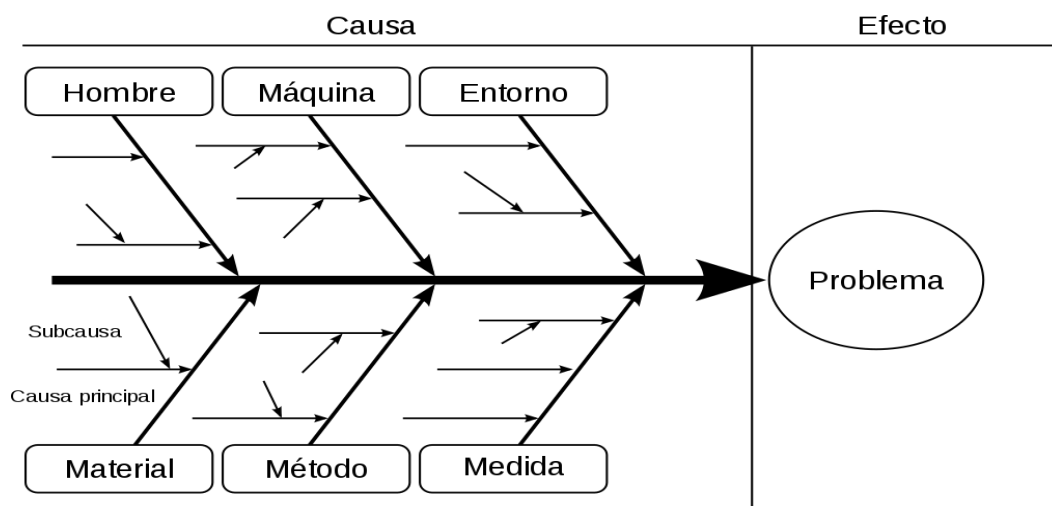 Causa
Efecto
Hombre
Máquina
Entorno
Problema
Subcausa
Causa principal
Material
Método
Medida